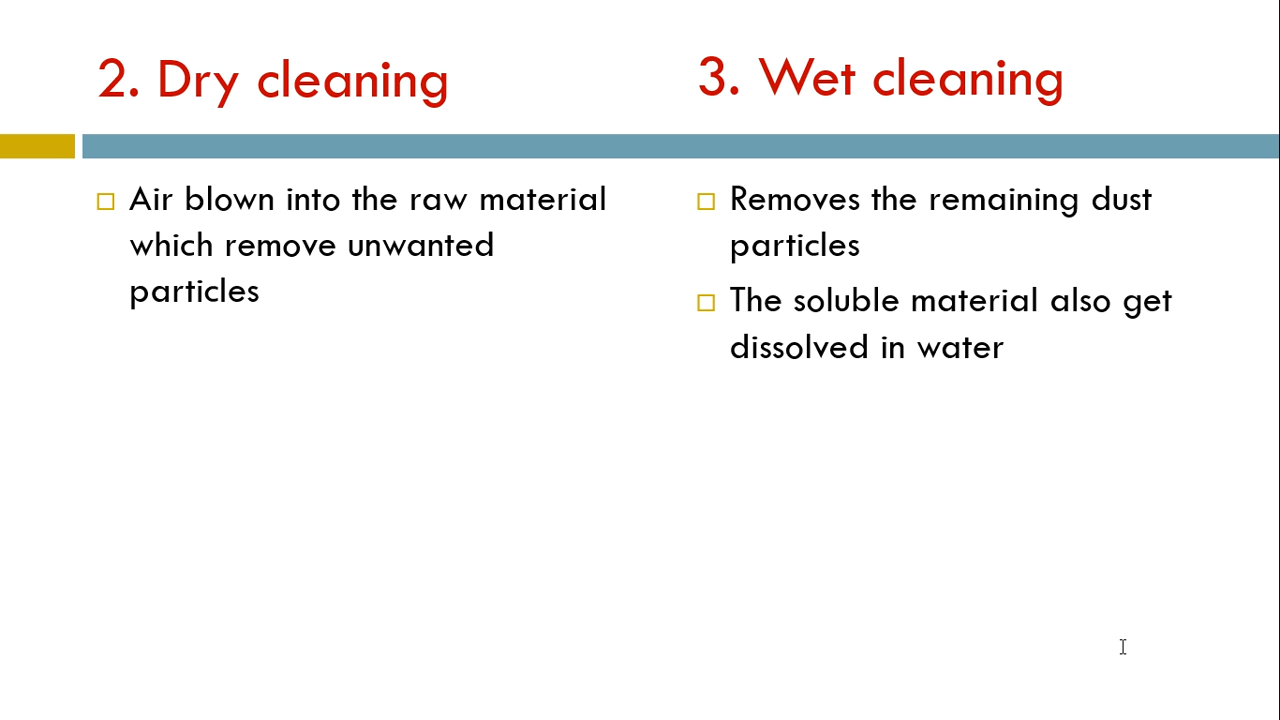 2. Dry cleaning
Air blown into the raw material
which remove unwanted
particles
3. Wet cleaning
Removes the remaining dust
particles
The soluble material also get
dissolved in water